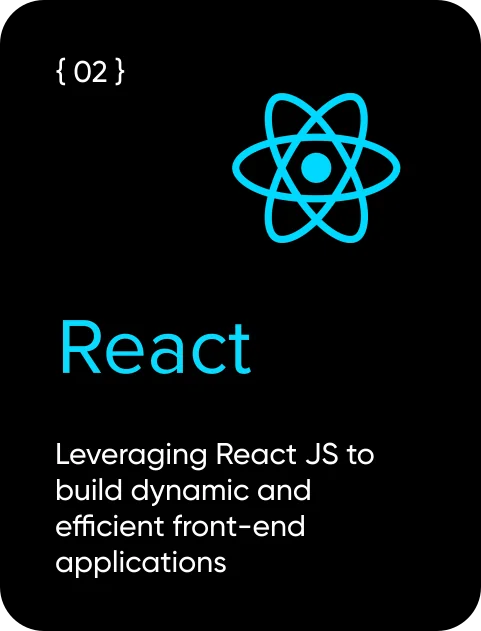 { 02 }
React
Leveraging React JS to
build dynamic and
efficient front-end
applications